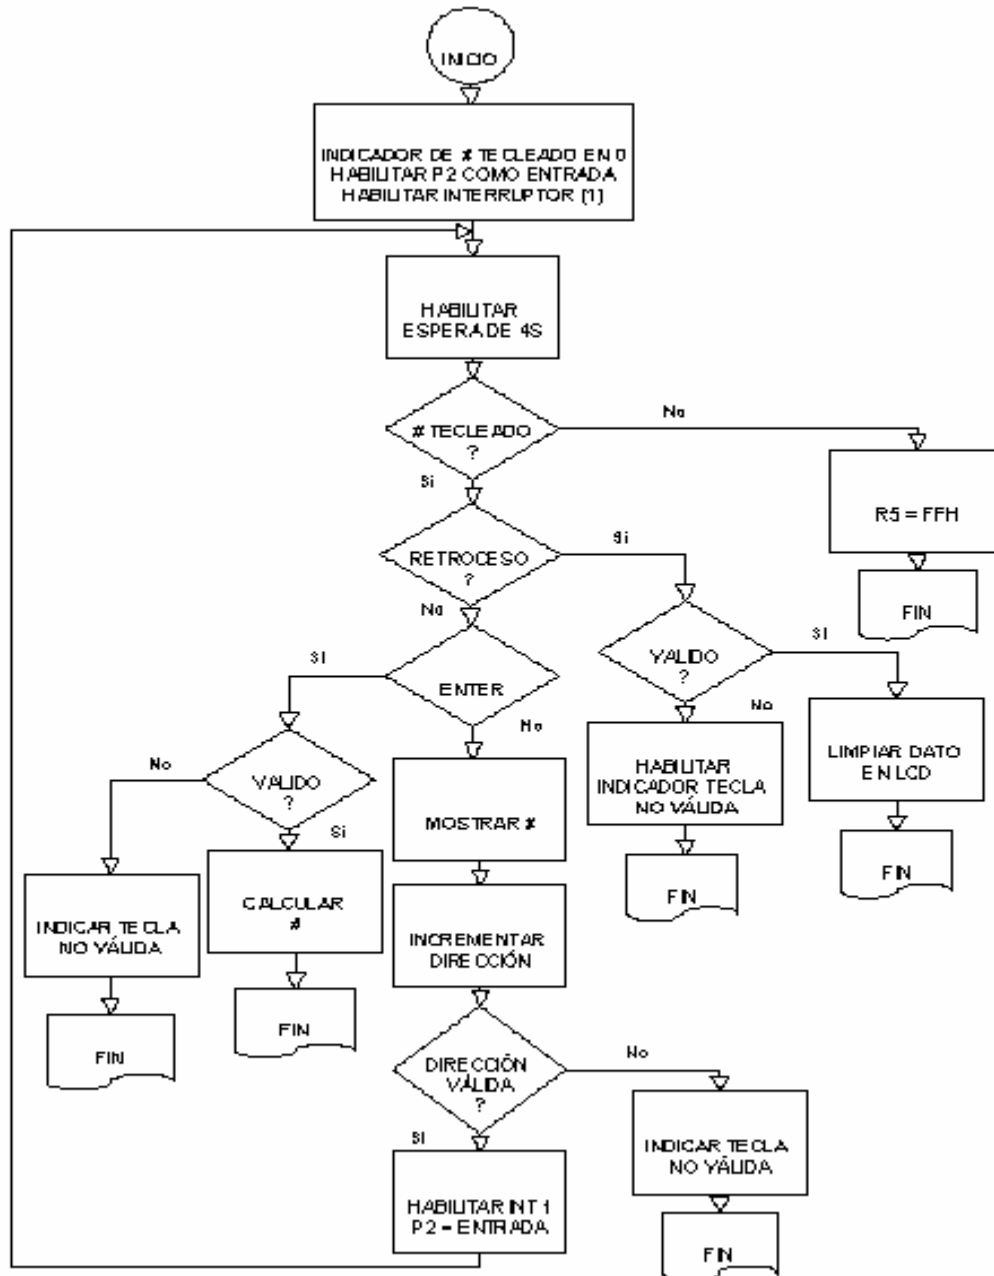 INICIO
INDICADOR DE # TECLEADO EN 0
HABILITAR P2 COMO ENTRADA
HABILITAR INTERRUPTOR [1]
HABILITAR
ESPERA DE 4S
# TECLEADO
?
No
Si
R5 = FFH
FIN
RETROCESO
?
Si
No
VALIDO
?
SI
No
ENTER
SI
No
LIMPIAR DATO
EN LCD
FIN
HABILITAR
INDICADOR TECLA
NO VÁLIDA
FIN
VALIDO
?
No
Si
MOSTRAR #
CALCULAR
#
FIN
INDICAR TECLA
NO VÁLIDA
FIN
INCREMENTAR
DIRECCIÓN
DIRECCIÓN
VÁLIDA
?
No
SI
INDICAR TECLA
NO VÁLIDA
FIN
HABILITAR INT 1
P2 = ENTRADA